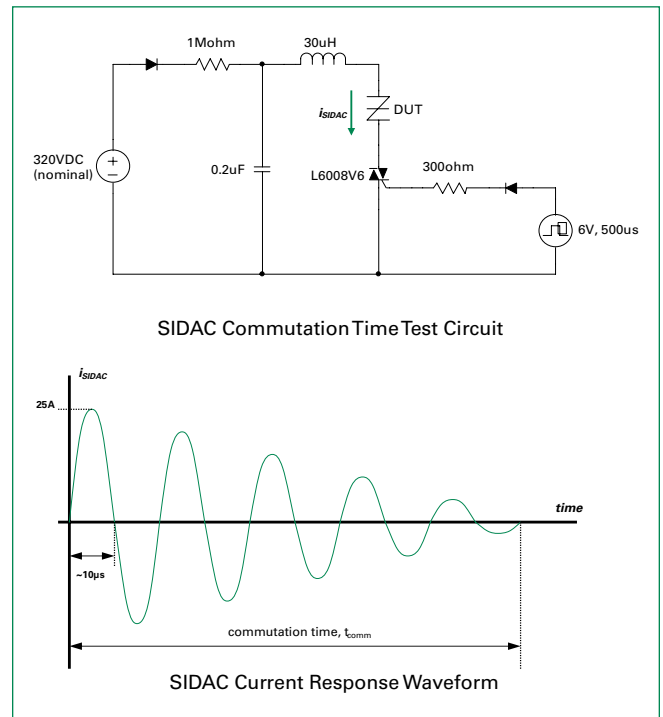 1Mohm
30uH
i_SIDAC
DUT
320VDC
(nominal)
+
−
0.2uF
L6008V6
300ohm
6V, 500us
SIDAC Commutation Time Test Circuit
i_SIDAC
25A
time
~10µs
commutation time, t_comm
SIDAC Current Response Waveform